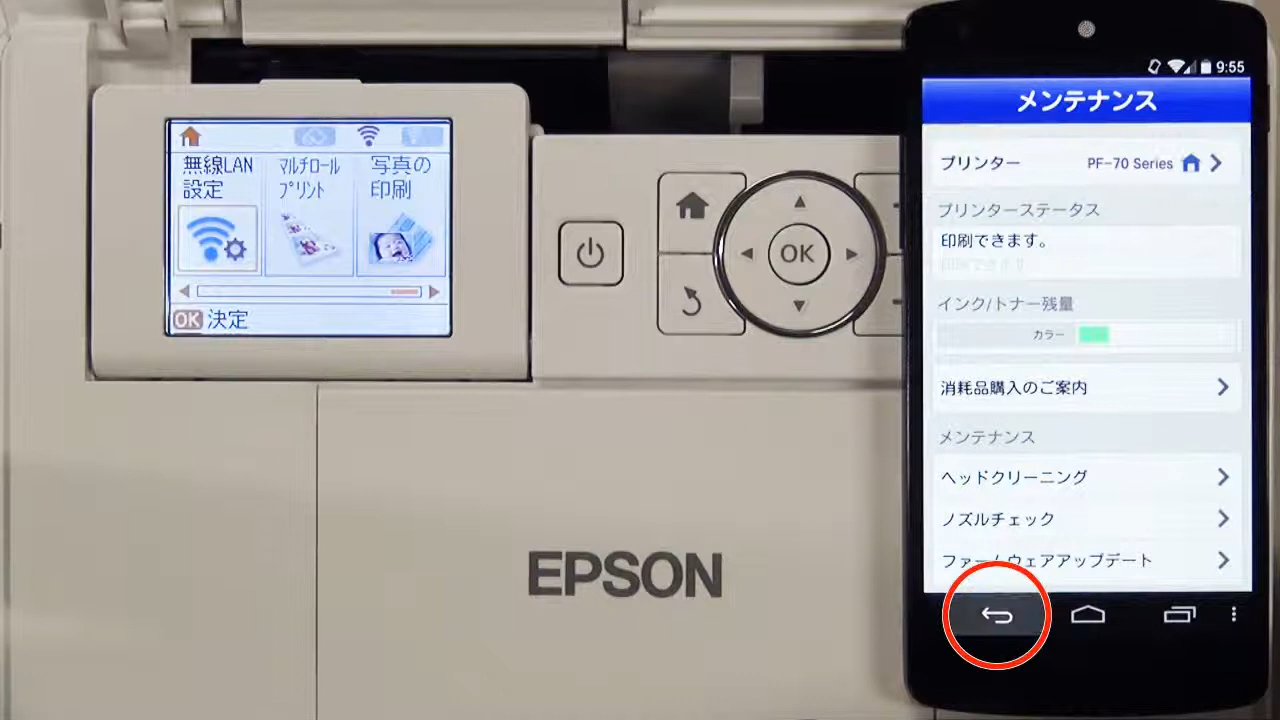 無線LAN
設定
マルチロール
プリント
写真の
印刷
OK 決定
OK
EPSON
9:55
メンテナンス
プリンター PF-70 Series
プリンターステータス
印刷できます。
インク/トナー残量
カラー
消耗品購入のご案内
メンテナンス
ヘッドクリーニング
ノズルチェック
ファームウェアアップデート